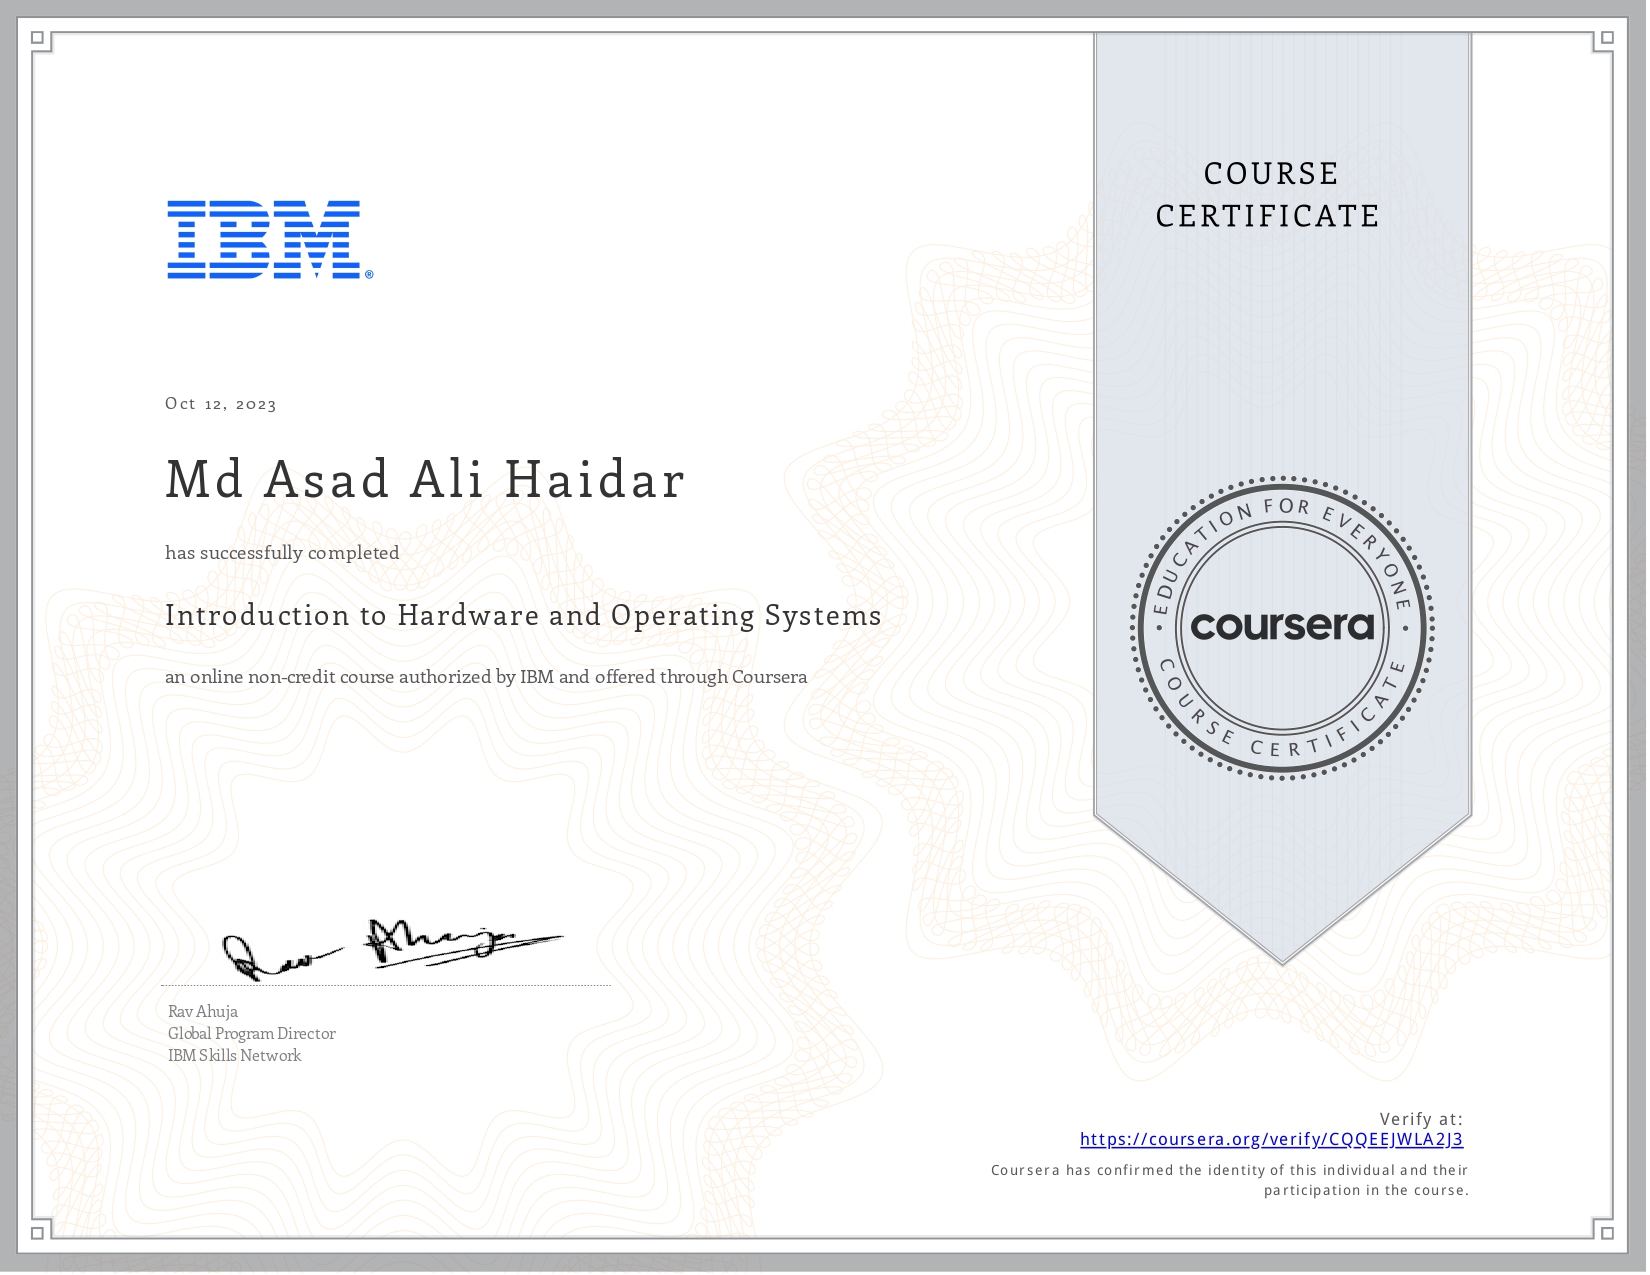 IBM®
COURSE
CERTIFICATE
Oct 12, 2023
Md Asad Ali Haidar
has successfully completed
Introduction to Hardware and Operating Systems
an online non-credit course authorized by IBM and offered through Coursera
EDUCATION FOR EVERYONE
coursera
COURSE CERTIFICATE
Rav Ahuja
Rav Ahuja
Global Program Director
IBM Skills Network
Verify at:
https://coursera.org/verify/CQQEEJWLA2J3
Coursera has confirmed the identity of this individual and their
participation in the course.